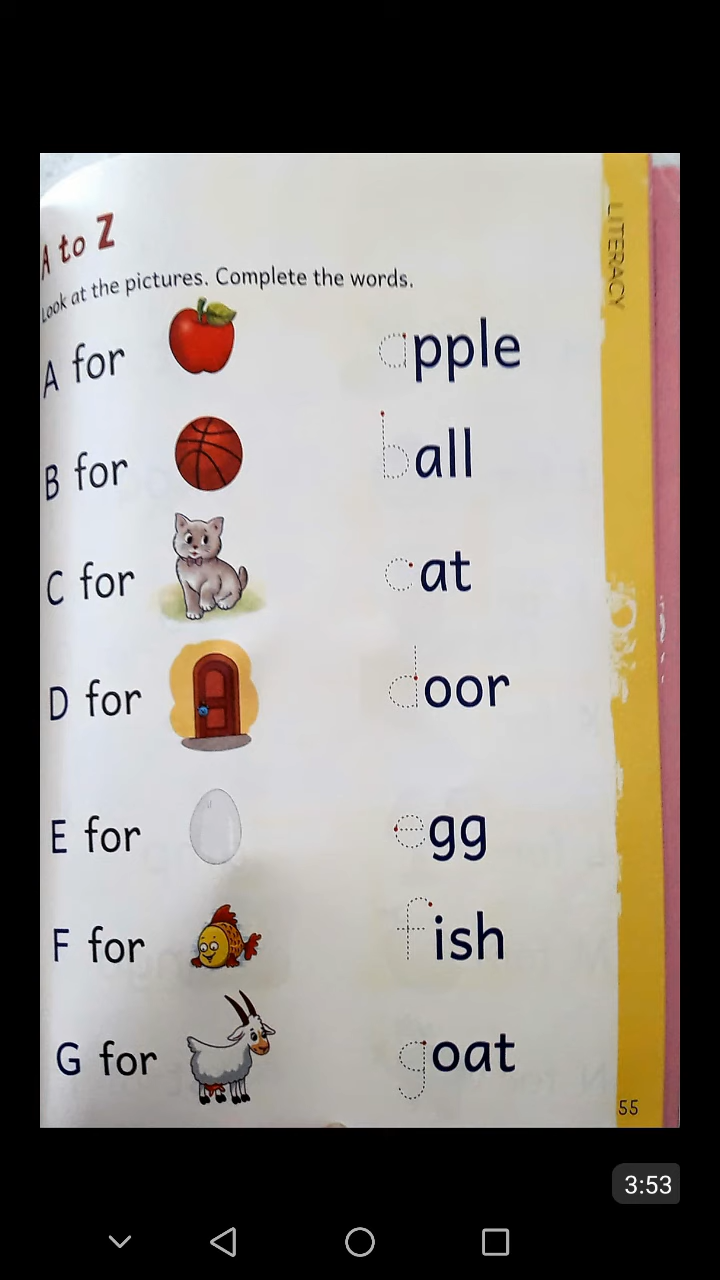 A to Z
LITERACY
Look at the pictures. Complete the words.
A for apple
B for ball
C for cat
D for door
E for egg
F for fish
G for goat
55
3:53